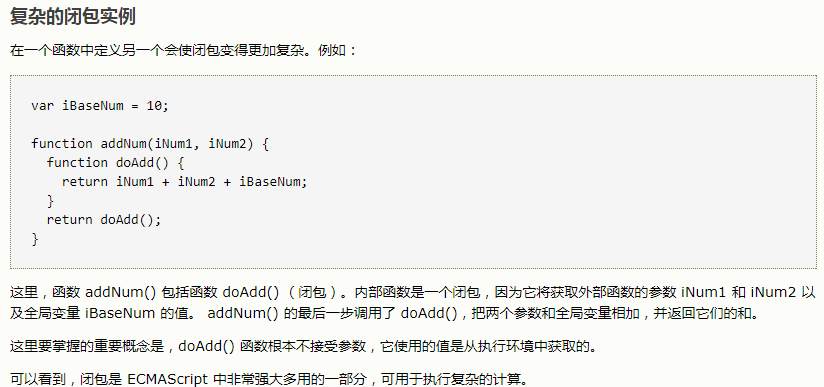 复杂的闭包实例
在一个函数中定义另一个会使闭包变得更加复杂。例如：
var iBaseNum = 10;
function addNum(iNum1, iNum2) {
  function doAdd() {
    return iNum1 + iNum2 + iBaseNum;
  }
  return doAdd();
}
这里，函数 addNum() 包括函数 doAdd() （闭包）。内部函数是一个闭包，因为它将获取外部函数的参数 iNum1 和 iNum2 以
及全局变量 iBaseNum 的值。 addNum() 的最后一步调用了 doAdd()，把两个参数和全局变量相加，并返回它们的和。
这里要掌握的重要概念是，doAdd() 函数根本不接受参数，它使用的值是从执行环境中获取的。
可以看到，闭包是 ECMAScript 中非常强大多用的一部分，可用于执行复杂的计算。